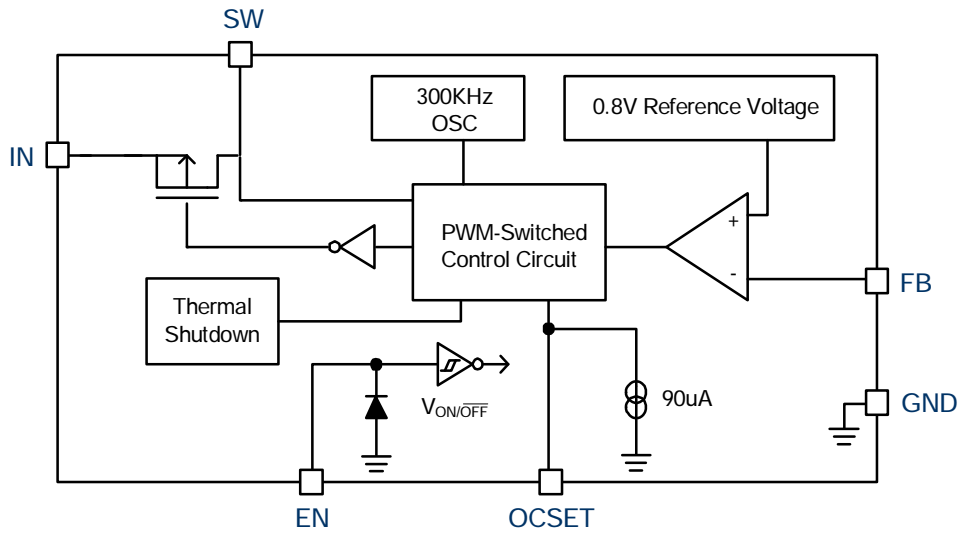 SW
300KHz
OSC
0.8V Reference Voltage
IN
+
PWM-Switched
Control Circuit
-
FB
Thermal
Shutdown
90uA
GND
VON/OFF
EN
OCSET